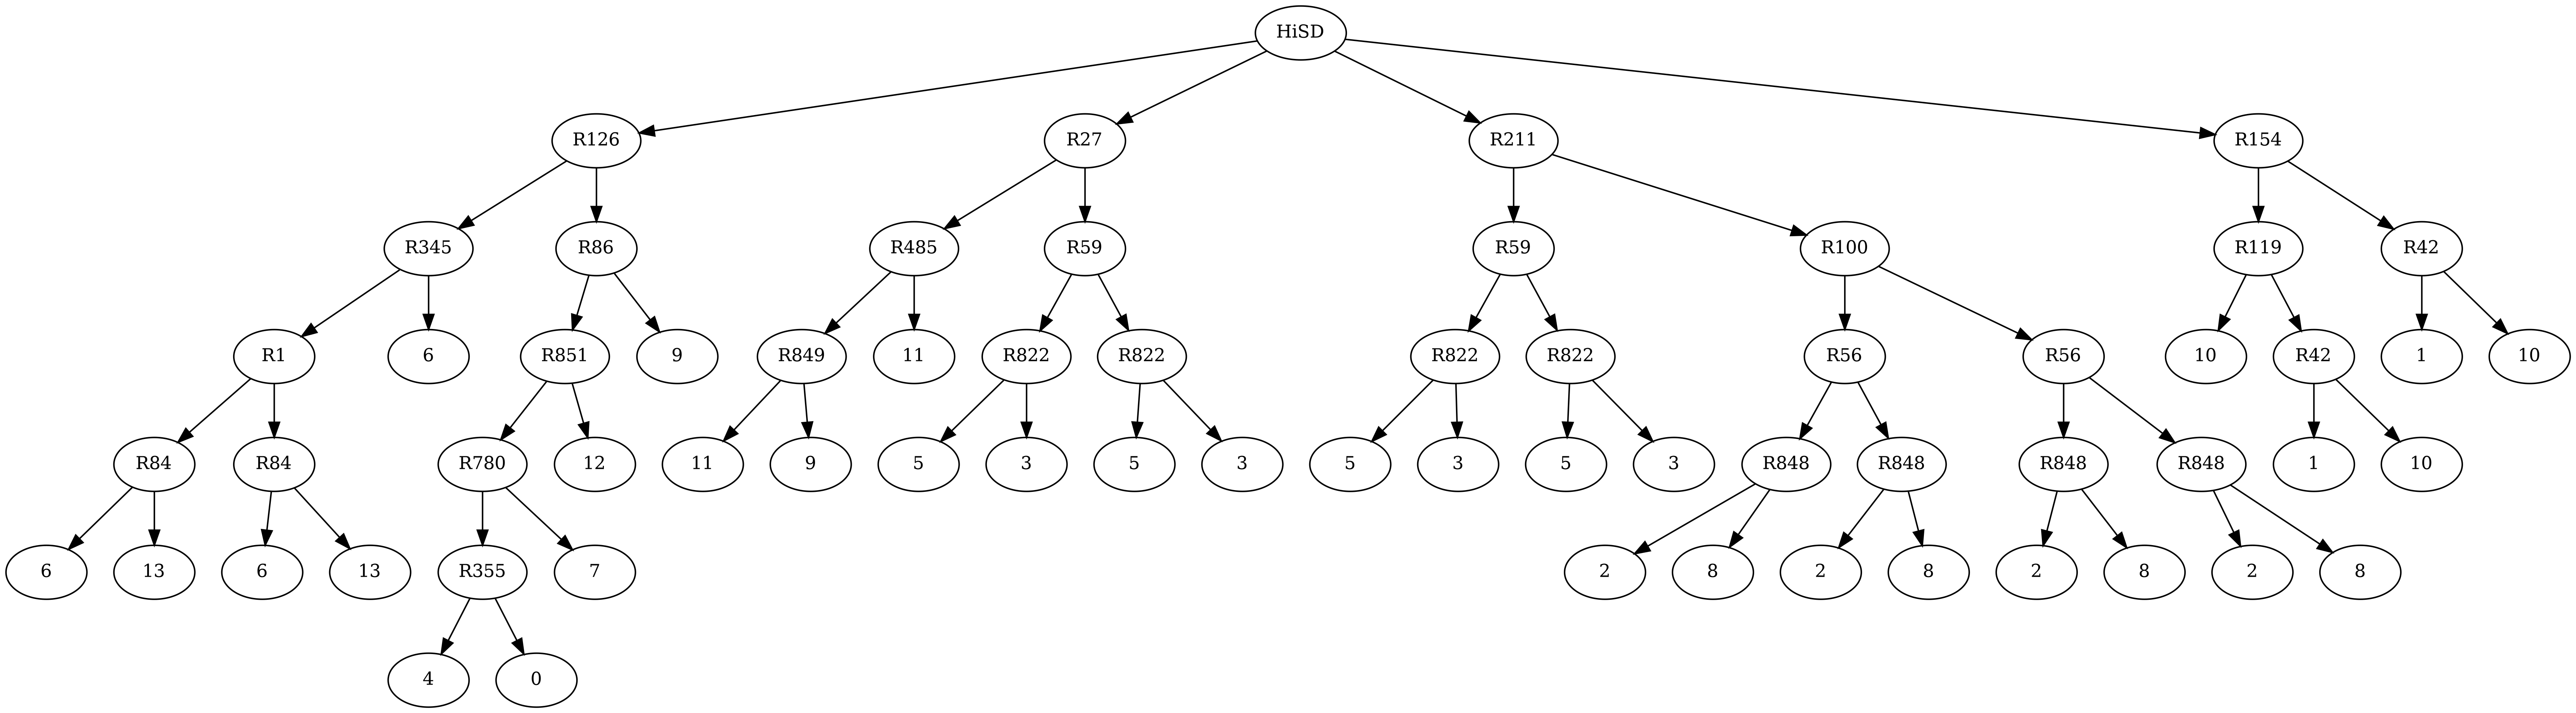 HiSD
R126 R27 R211 R154
R345 R86 R485 R59 R59 R100 R119 R42
R1 6 R851 9 R849 11 R822 R822 R822 R822 R56 R56 10 R42 1 10
R84 R84 R780 12 11 9 5 3 5 3 5 3 5 3 R848 R848 R848 R848 1 10
6 13 6 13 R355 7 2 8 2 8 2 8 2 8
4 0